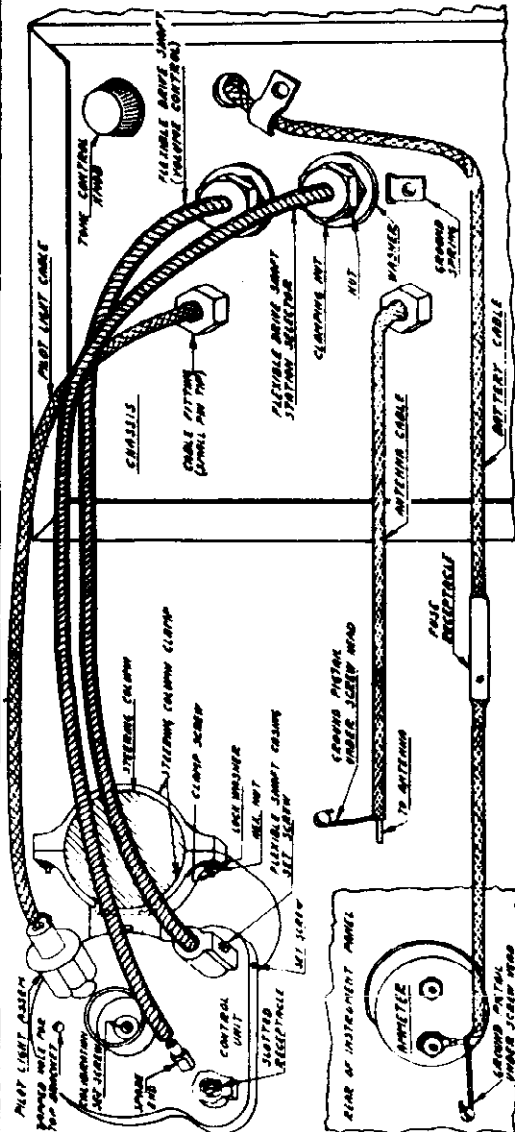 TONE CONTROL
KNOB
FLEXIBLE DRIVE SHAFT
(VOLUME CONTROL)
PILOT LIGHT CABLE
CHASSIS
CABLE FITTING
(SMALL PIN TYPE)
FLEXIBLE DRIVE SHAFT
STATION SELECTOR
CLAMPING NUT
NUT
WASHER
GROUND
SPRING
ANTENNA CABLE
BATTERY CABLE
FUSE
RECEPTACLE
GROUND PIGTAIL
UNDER SCREW HEAD
TO ANTENNA
STEERING COLUMN
STEERING COLUMN CLAMP
CLAMP SCREW
LOCK WASHER
HEX. NUT
FLEXIBLE SHAFT CASING
SET SCREW
SET SCREW
PILOT LIGHT ASSEM
TAPPED HOLE FOR
TOP BRACKET
CALIBRATION
SET SCREW
SPADE
END
CONTROL
UNIT
SLOTTED
RECEPTACLE
REAR OF INSTRUMENT PANEL
AMMETER
GROUND PIGTAIL
UNDER SCREW HEAD